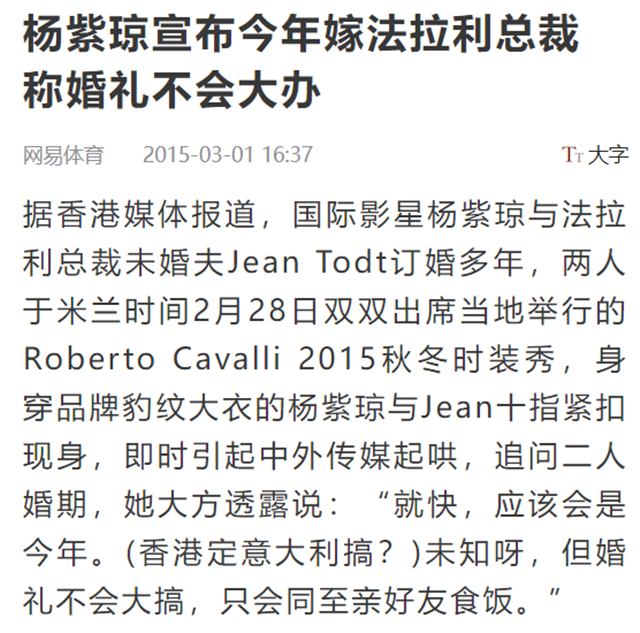 杨紫琼宣布今年嫁法拉利总裁
称婚礼不会大办
网易体育 2015-03-01 16:37 TT 大字
据香港媒体报道，国际影星杨紫琼与法拉
利总裁未婚夫Jean Todt订婚多年，两人
于米兰时间2月28日双双出席当地举行的
Roberto Cavalli 2015秋冬时装秀，身
穿品牌豹纹大衣的杨紫琼与Jean十指紧扣
现身，即时引起中外传媒起哄，追问二人
婚期，她大方透露说：“就快，应该会是
今年。(香港定意大利搞？)未知呀，但婚
礼不会大搞，只会同至亲好友食饭。”